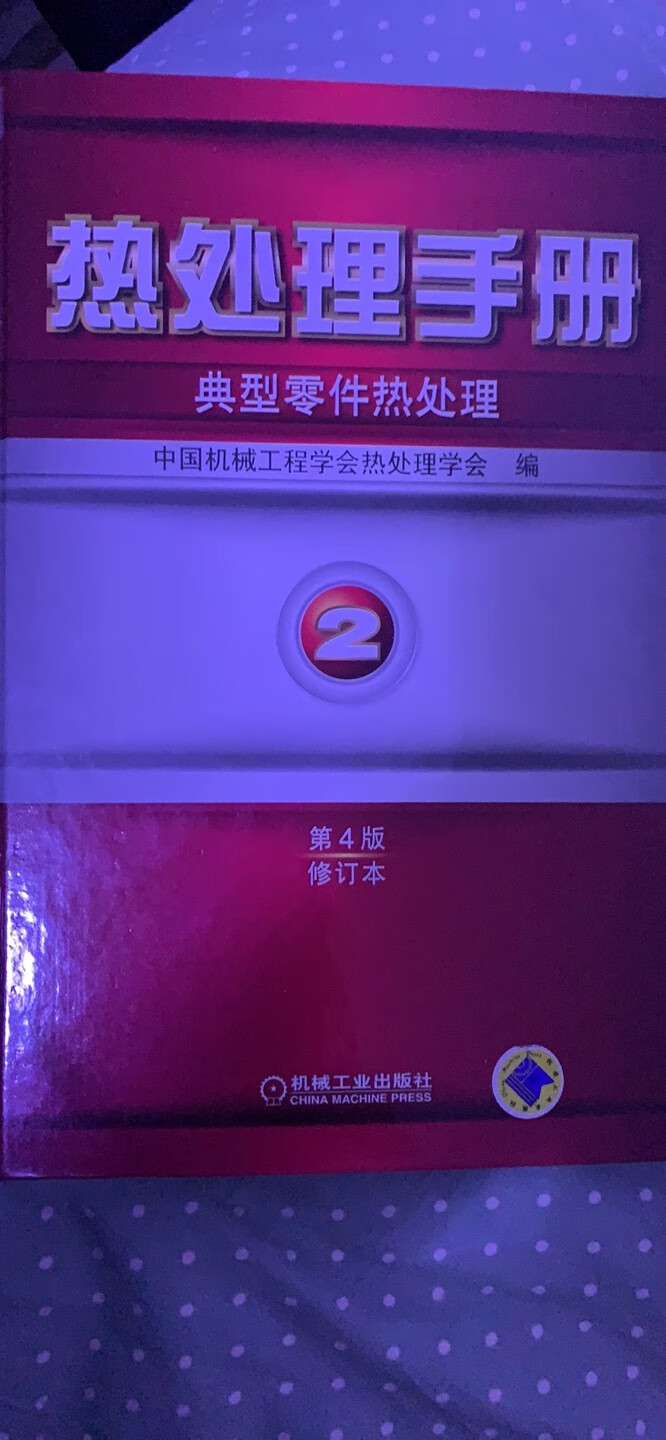 热处理手册
典型零件热处理
中国机械工程学会热处理学会 编
2
第4版
修订本
机械工业出版社
CHINA MACHINE PRESS